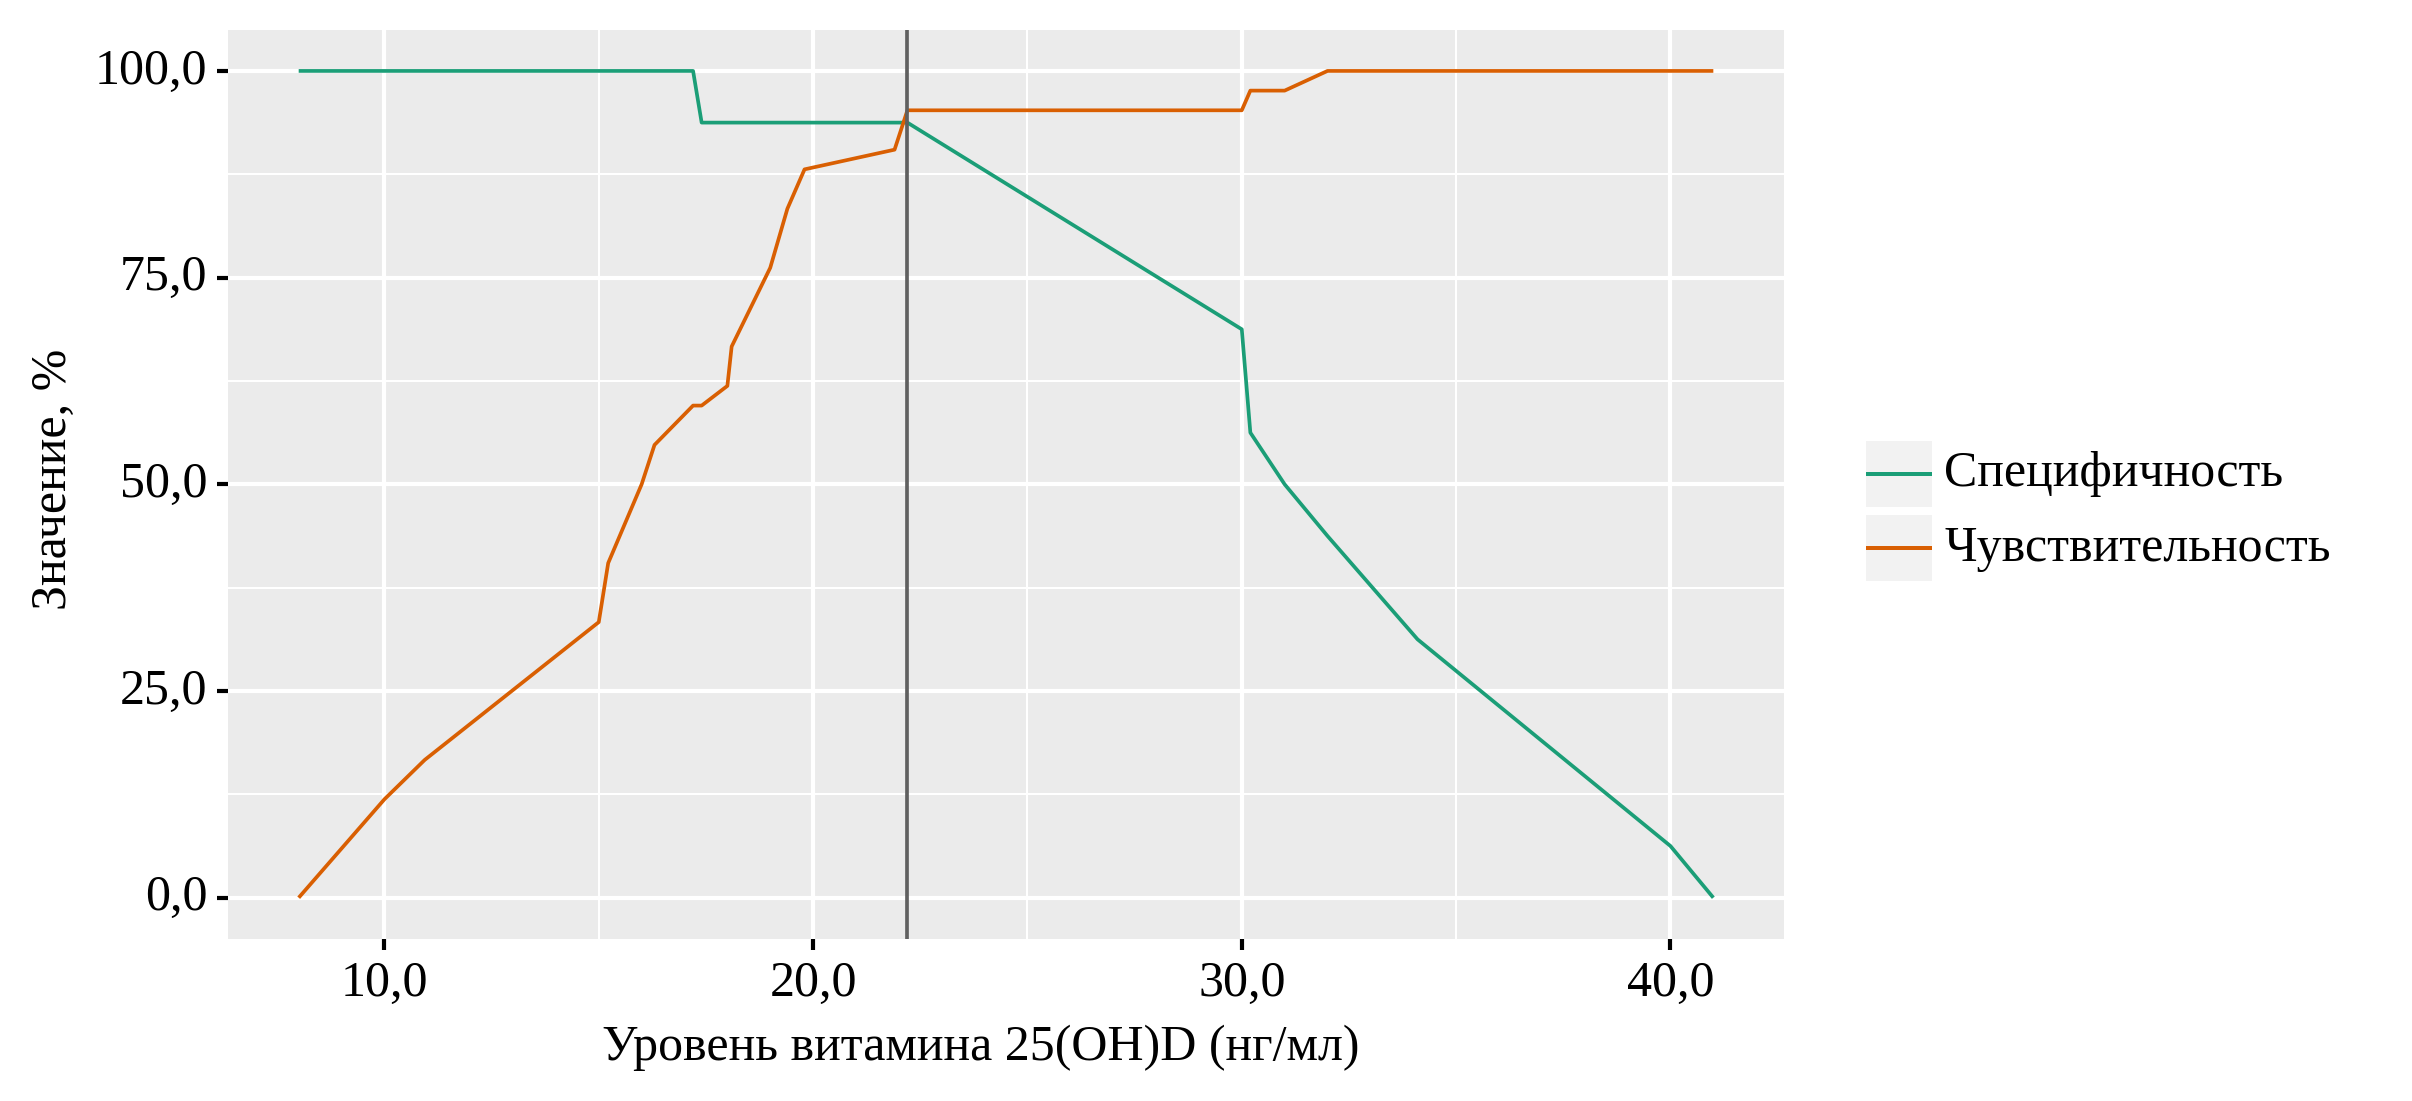 100,0
75,0
50,0
25,0
0,0
Значение, %
10,0 20,0 30,0 40,0
Уровень витамина 25(OH)D (нг/мл)
Специфичность
Чувствительность